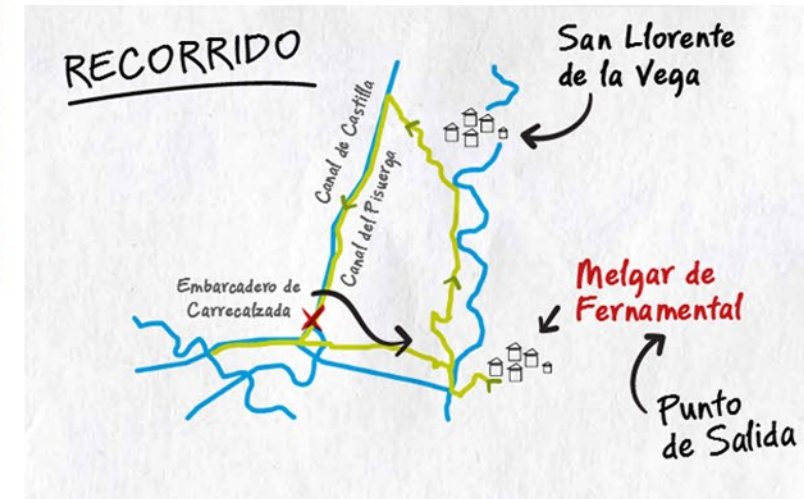 RECORRIDO
San Llorente
de la Vega
Canal de Castilla
Canal del Pisuerga
Embarcadero de
Carrecalzada
Melgar de
Fernamental
Punto
de Salida